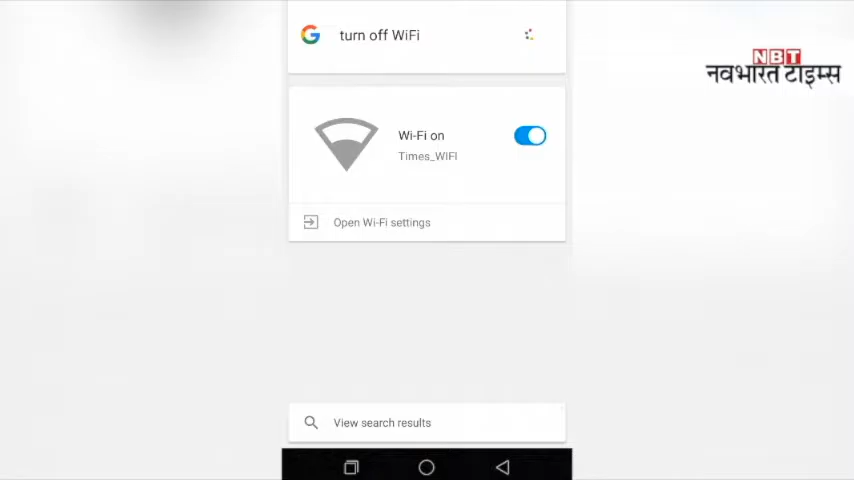 turn off WiFi
NBT
नवभारत टाइम्स
Wi-Fi on
Times_WIFI
Open Wi-Fi settings
View search results